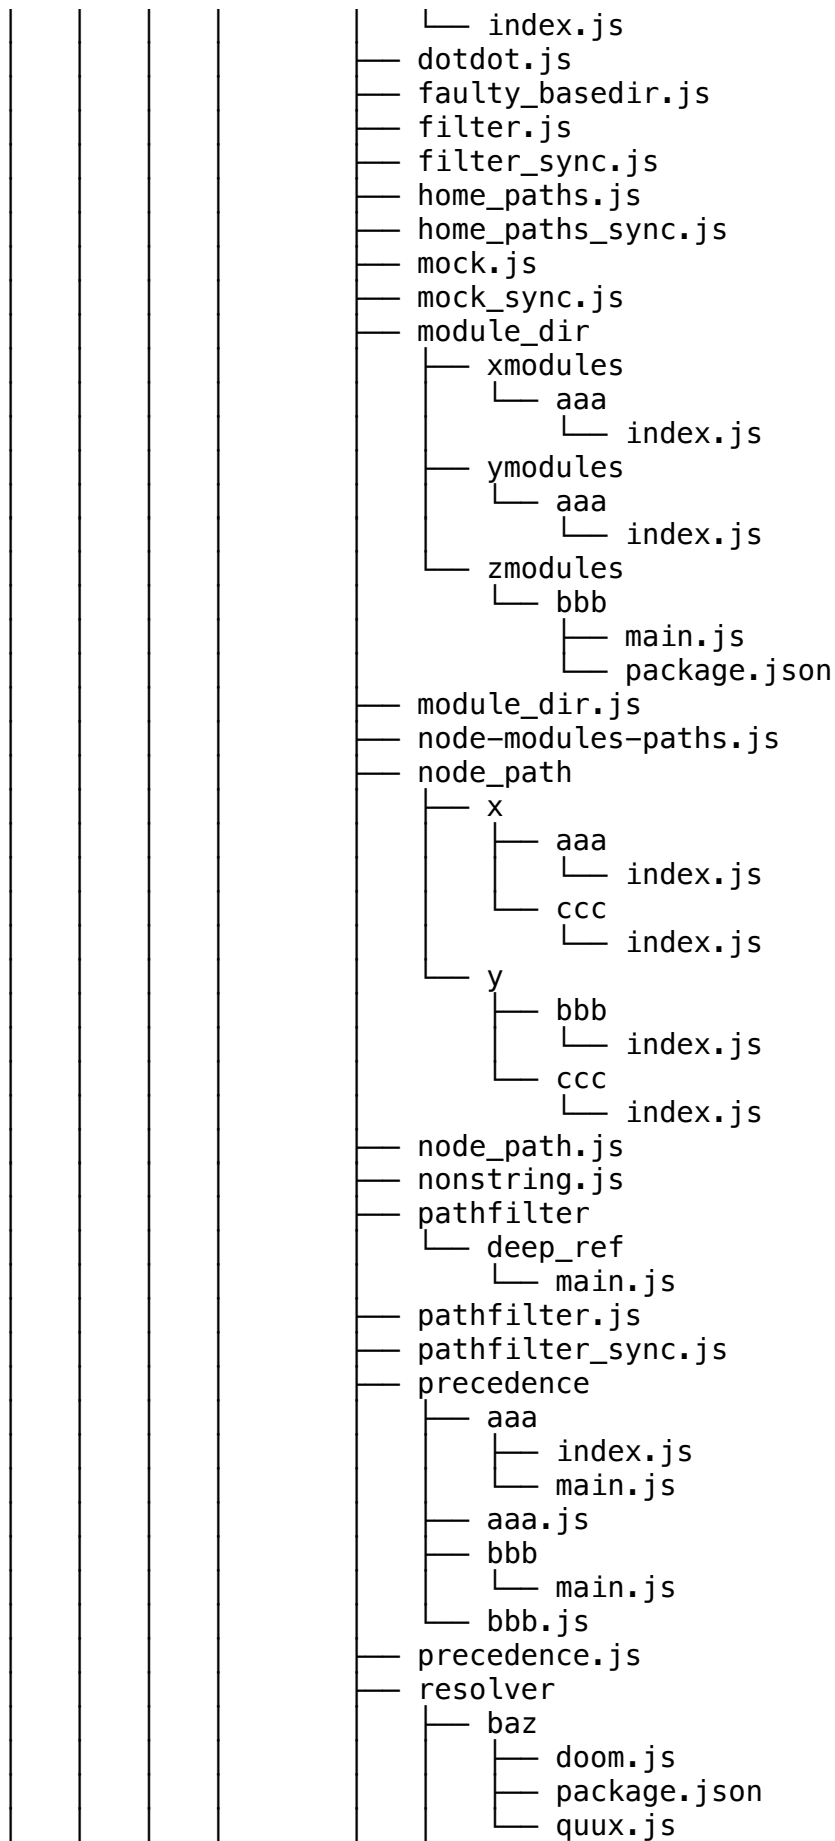 index.js
dotdot.js
faulty_basedir.js
filter.js
filter_sync.js
home_paths.js
home_paths_sync.js
mock.js
mock_sync.js
module_dir
xmodules
aaa
index.js
ymodules
aaa
index.js
zmodules
bbb
main.js
package.json
module_dir.js
node-modules-paths.js
node_path
x
aaa
index.js
ccc
index.js
y
bbb
index.js
ccc
index.js
node_path.js
nonstring.js
pathfilter
deep_ref
main.js
pathfilter.js
pathfilter_sync.js
precedence
aaa
index.js
main.js
aaa.js
bbb
main.js
bbb.js
precedence.js
resolver
baz
doom.js
package.json
quux.js